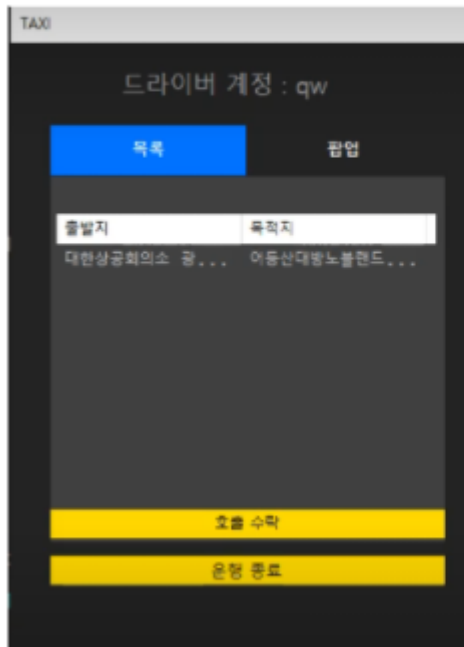 TAXI
드라이버 계정 : qw
목록 팝업
출발지 목적지
대한상공회의소 광... 어등산대방노블랜드...
호출 수락
운행 종료